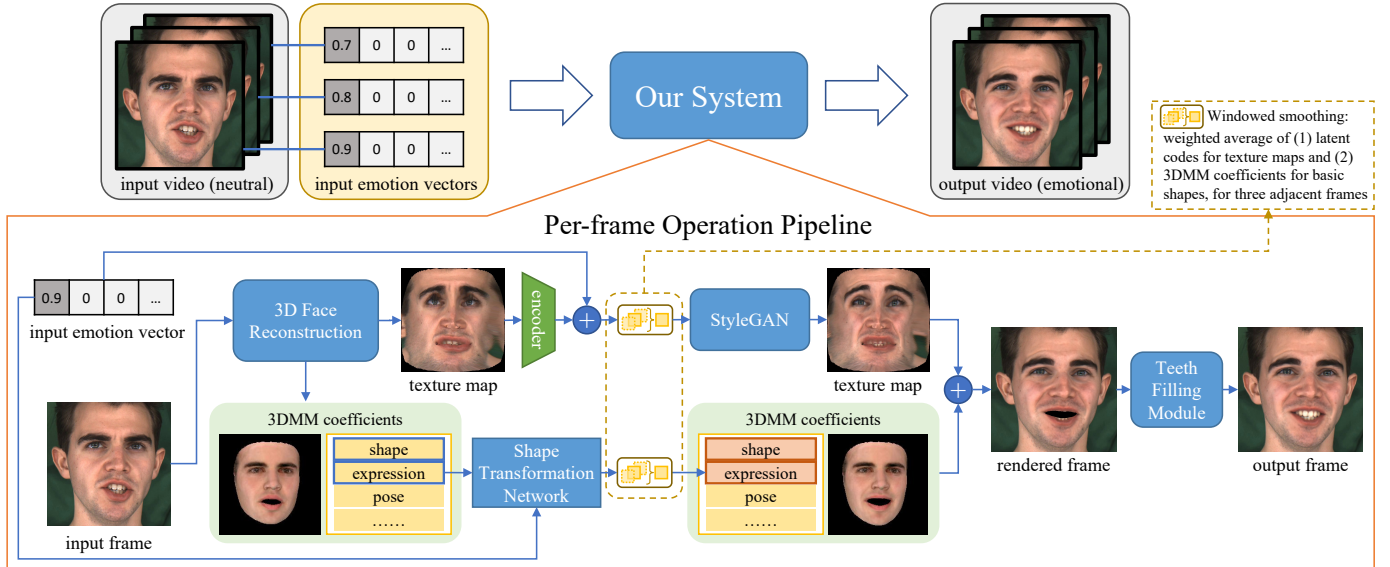 0.7 0 0 ...
0.8 0 0 ...
0.9 0 0 ...
input video (neutral)
input emotion vectors
Our System
output video (emotional)
Windowed smoothing:
weighted average of (1) latent
codes for texture maps and (2)
3DMM coefficients for basic
shapes, for three adjacent frames
Per-frame Operation Pipeline
0.9 0 0 ...
input emotion vector
3D Face
Reconstruction
texture map
encoder
+
StyleGAN
texture map
+
rendered frame
Teeth
Filling
Module
output frame
input frame
3DMM coefficients
shape
expression
pose
……
Shape
Transformation
Network
3DMM coefficients
shape
expression
pose
……